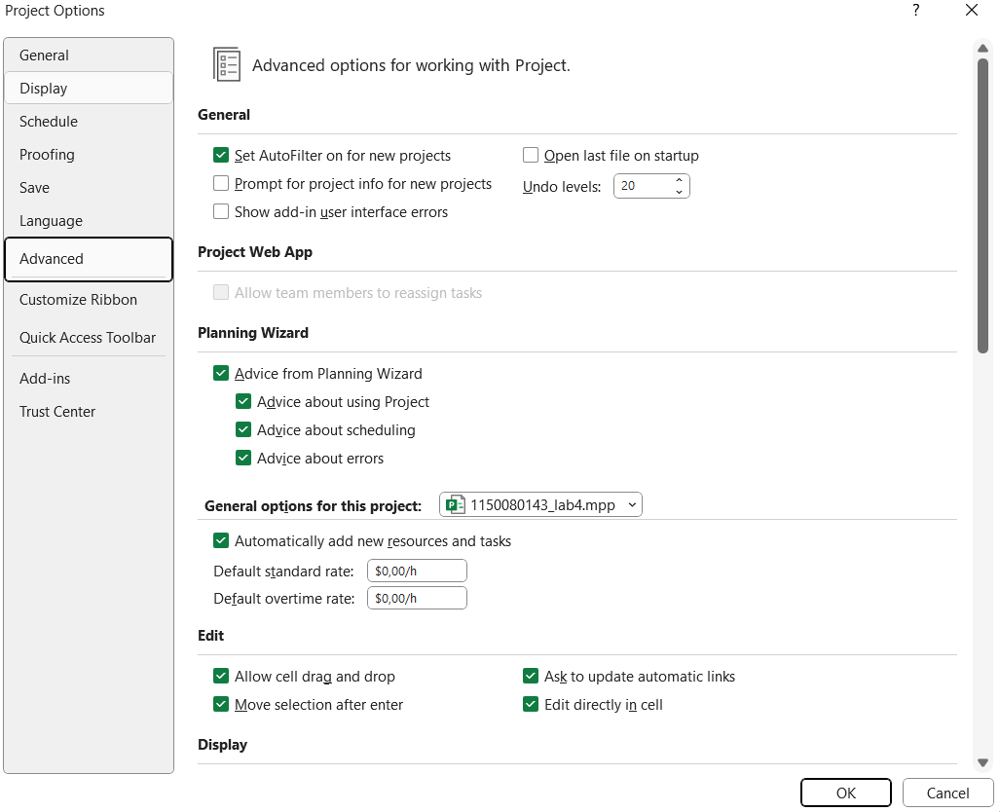 Project Options
?
General
Display
Schedule
Proofing
Save
Language
Advanced
Customize Ribbon
Quick Access Toolbar
Add-ins
Trust Center
Advanced options for working with Project.
General
Set AutoFilter on for new projects
Open last file on startup
Prompt for project info for new projects
Undo levels: 20
Show add-in user interface errors
Project Web App
Allow team members to reassign tasks
Planning Wizard
Advice from Planning Wizard
Advice about using Project
Advice about scheduling
Advice about errors
General options for this project: 1150080143_lab4.mpp
Automatically add new resources and tasks
Default standard rate: $0,00/h
Default overtime rate: $0,00/h
Edit
Allow cell drag and drop
Ask to update automatic links
Move selection after enter
Edit directly in cell
Display
OK
Cancel